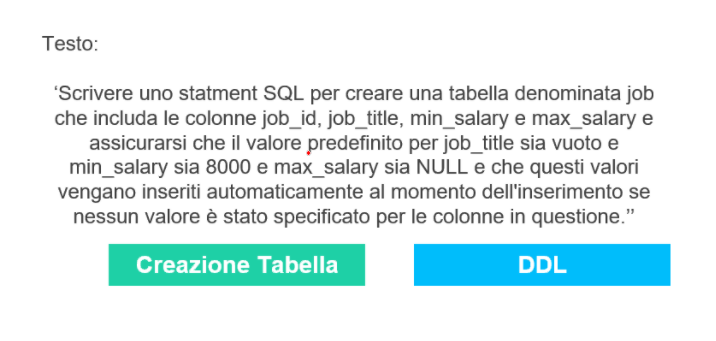 Testo:
‘Scrivere uno statment SQL per creare una tabella denominata job
che includa le colonne job_id, job_title, min_salary e max_salary e
assicurarsi che il valore predefinito per job_title sia vuoto e
min_salary sia 8000 e max_salary sia NULL e che questi valori
vengano inseriti automaticamente al momento dell'inserimento se
nessun valore è stato specificato per le colonne in questione.’’
Creazione Tabella
DDL